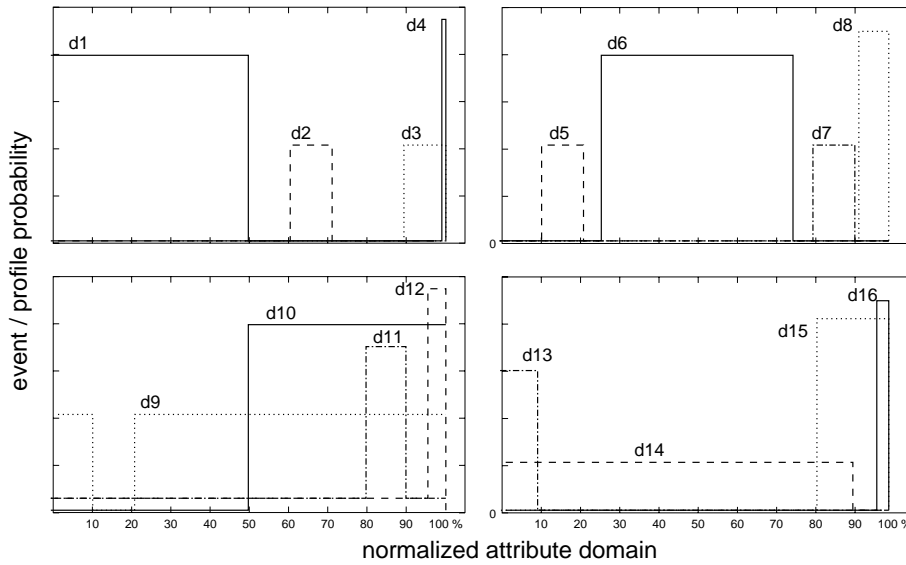 d1
d4
d2
d3
d8
d6
d5
d7
0
d12
d10
d11
d9
10 20 30 40 50 60 70 80 90 100 %
d16
d15
d13
d14
0
10 20 30 40 50 60 70 80 90 100 %
event / profile probability
normalized attribute domain